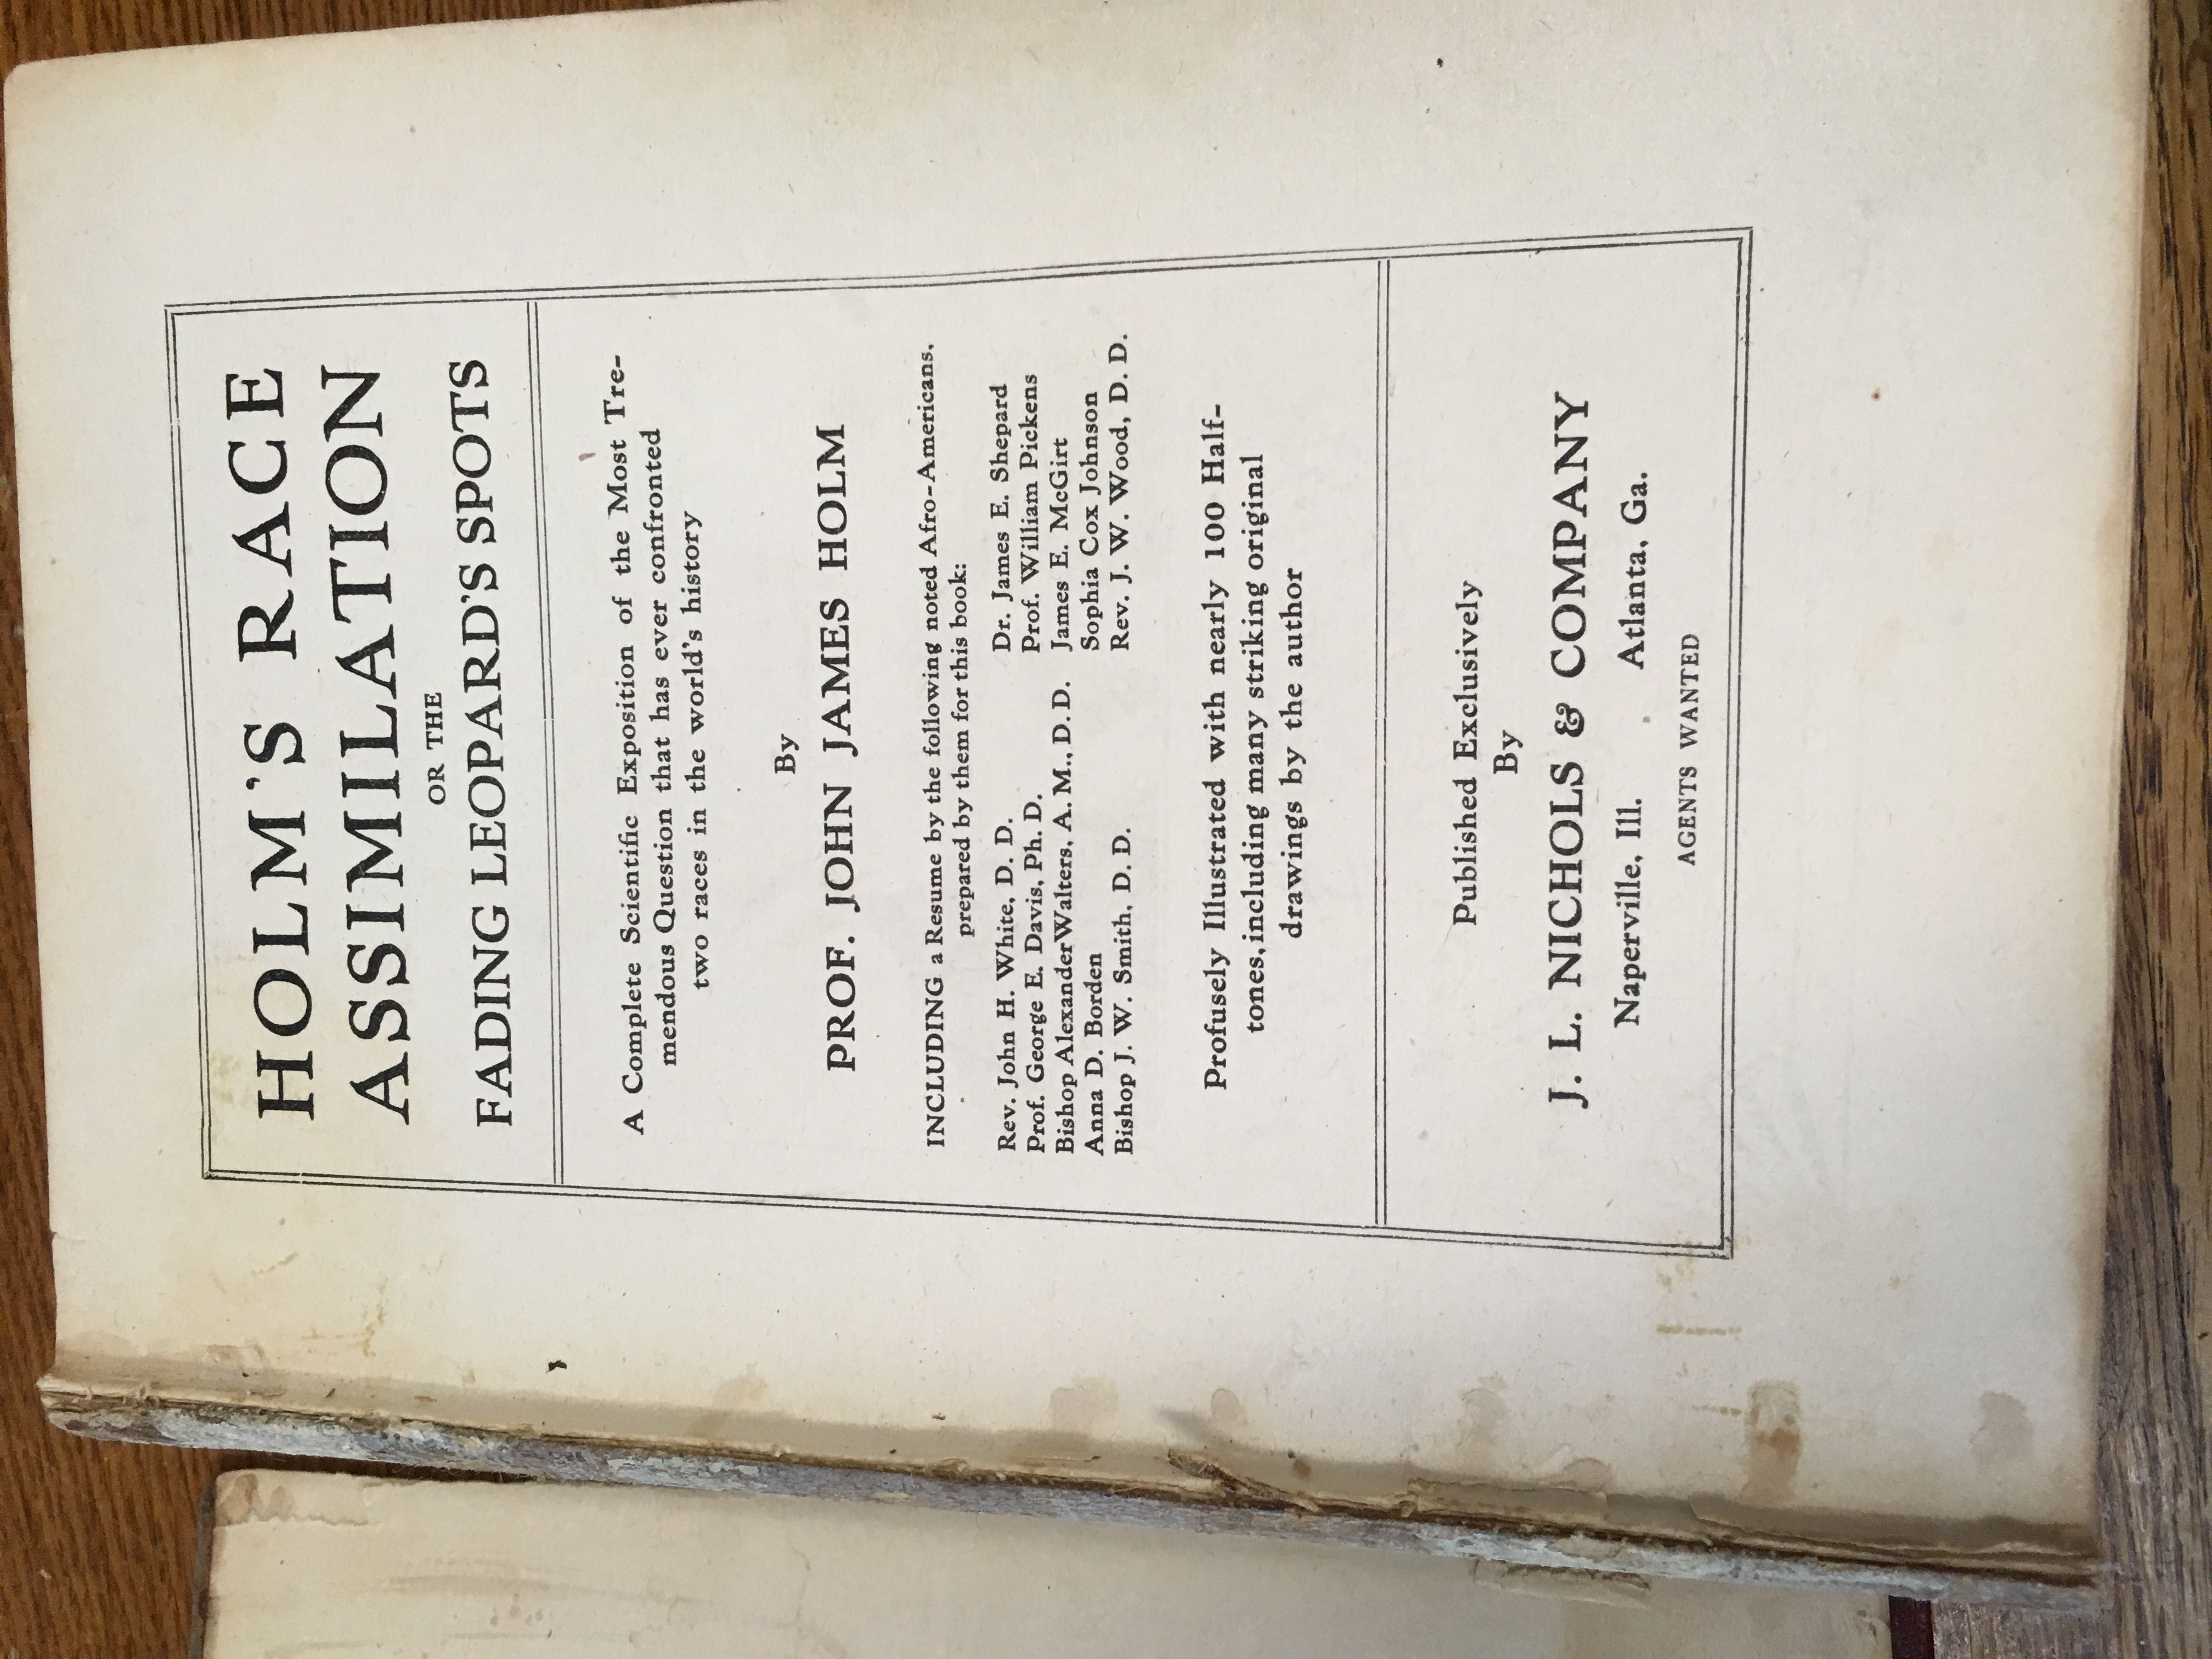 HOLM'S RACE
ASSIMILATION
OR THE
FADING LEOPARD'S SPOTS
A Complete Scientific Exposition of the Most Tre-
mendous Question that has ever confronted
two races in the world's history
By
PROF. JOHN JAMES HOLM
INCLUDING a Resume by the following noted Afro-Americans,
prepared by them for this book:
Rev. John H. White, D. D.
Prof. George E. Davis, Ph. D.
Bishop Alexander Walters, A. M., D. D.
Anna D. Borden
Bishop J. W. Smith, D. D.
Dr. James E. Shepard
Prof. William Pickens
James E. McGirt
Sophia Cox Johnson
Rev. J. W. Wood, D. D.
Profusely Illustrated with nearly 100 Half-
tones, including many striking original
drawings by the author
Published Exclusively
By
J. L. NICHOLS & COMPANY
Naperville, Ill. Atlanta, Ga.
AGENTS WANTED